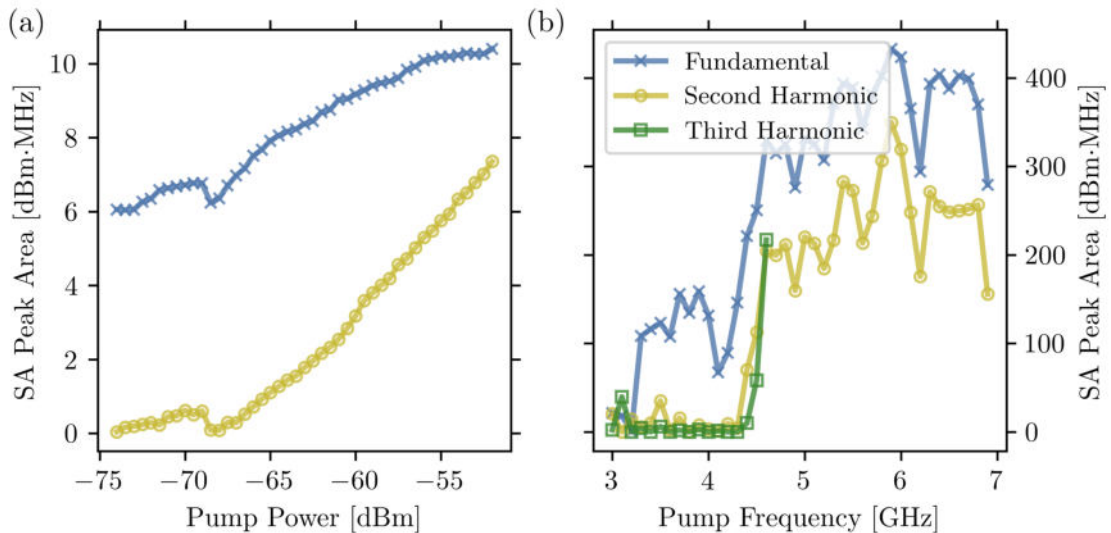 (a)
SA Peak Area [dBm·MHz]
10
8
6
4
2
0
−75
−70
−65
−60
−55
Pump Power [dBm]
(b)
Fundamental
Second Harmonic
Third Harmonic
400
300
200
100
0
SA Peak Area [dBm·MHz]
3
4
5
6
7
Pump Frequency [GHz]